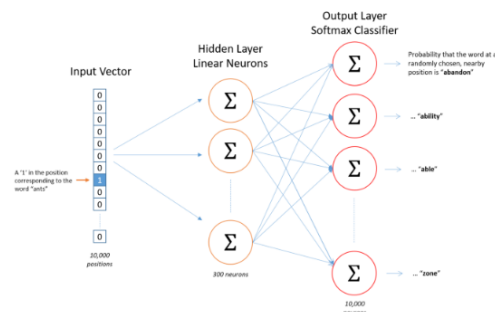 Output Layer
Softmax Classifier
Hidden Layer
Linear Neurons
Input Vector
Probability that the word at a
randomly chosen, nearby
position is "abandon"
... "ability"
... "able"
... "zone"
A '1' in the position
corresponding to the
word "ants"
0
0
0
0
0
0
0
1
0
0
0
10,000
positions
Σ
Σ
Σ
300 neurons
Σ
Σ
Σ
Σ
10,000